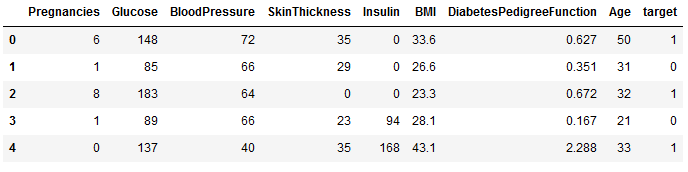 Pregnancies Glucose BloodPressure SkinThickness Insulin BMI DiabetesPedigreeFunction Age target
0 6 148 72 35 0 33.6 0.627 50 1
1 1 85 66 29 0 26.6 0.351 31 0
2 8 183 64 0 0 23.3 0.672 32 1
3 1 89 66 23 94 28.1 0.167 21 0
4 0 137 40 35 168 43.1 2.288 33 1